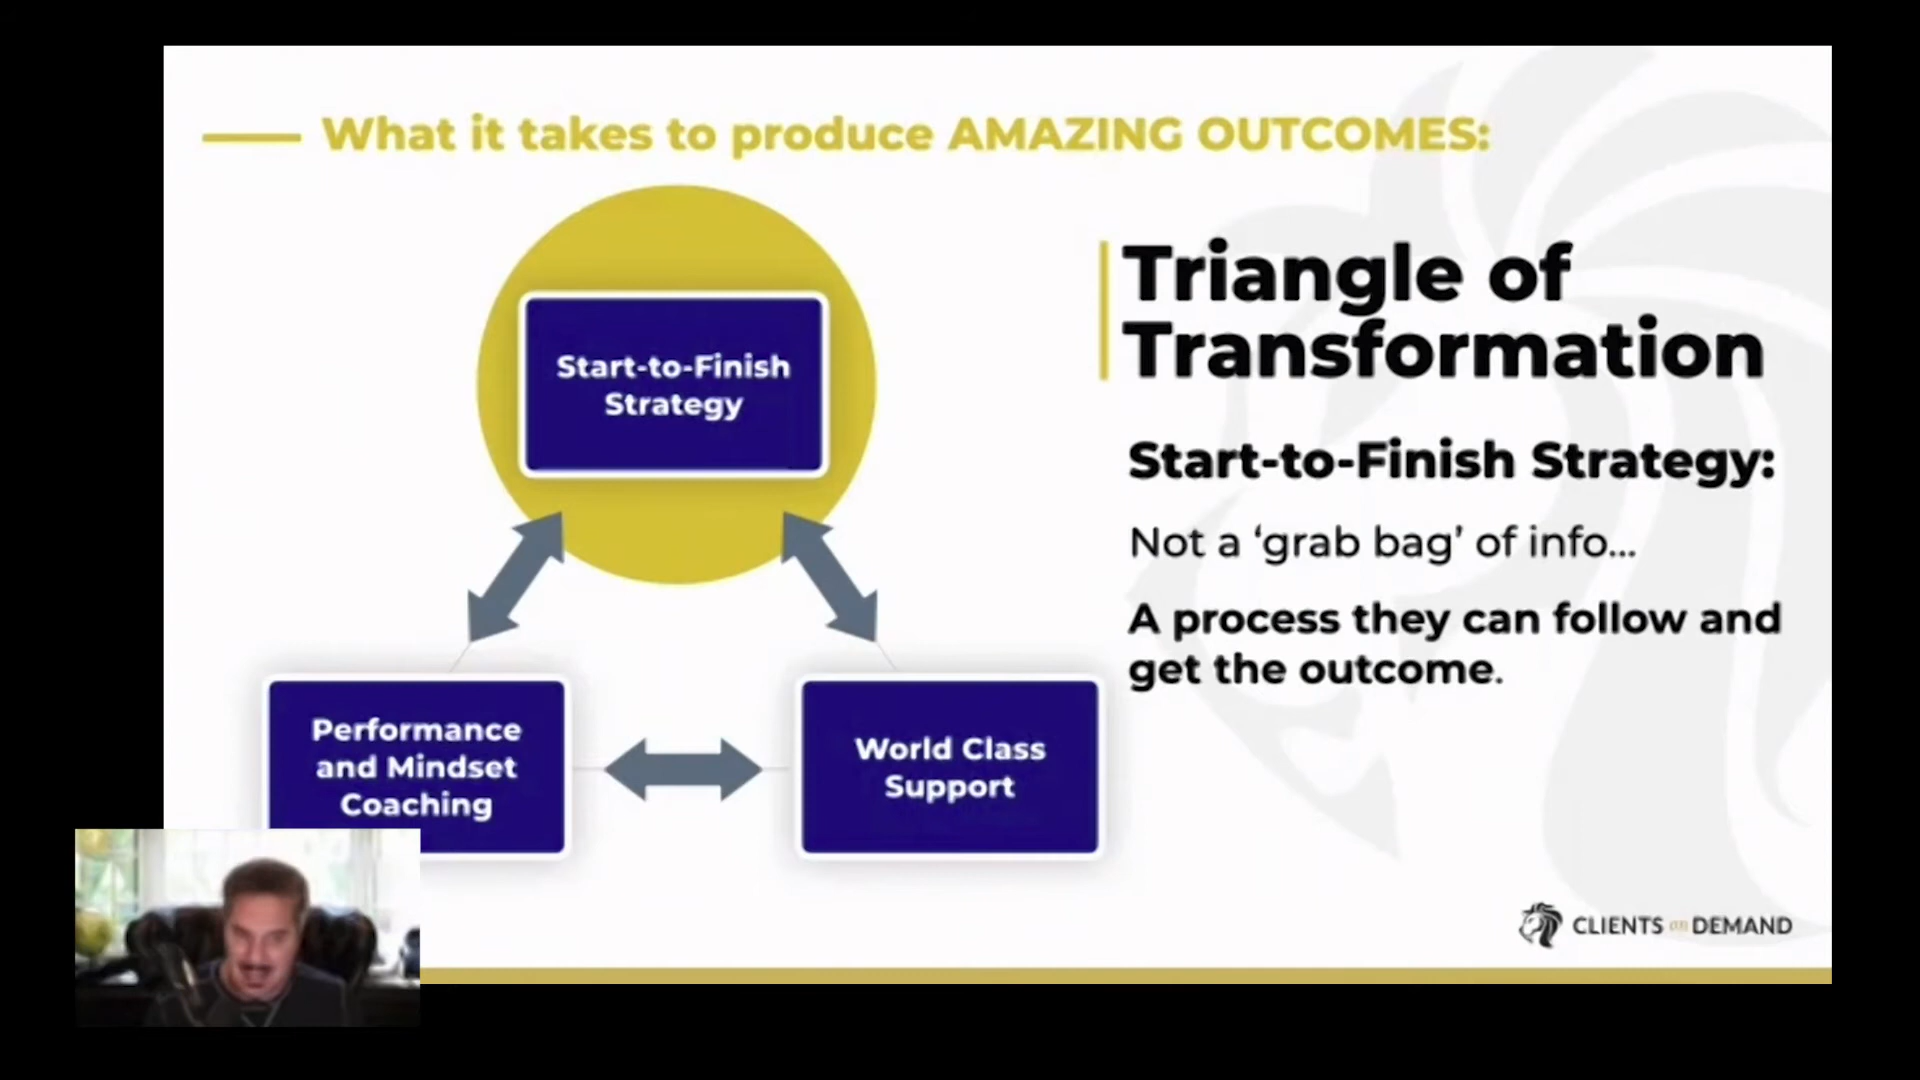 What it takes to produce AMAZING OUTCOMES:
Start-to-Finish
Strategy
Performance
and Mindset
Coaching
World Class
Support
Triangle of
Transformation
Start-to-Finish Strategy:
Not a ‘grab bag’ of info...
A process they can follow and
get the outcome.
CLIENTS on DEMAND